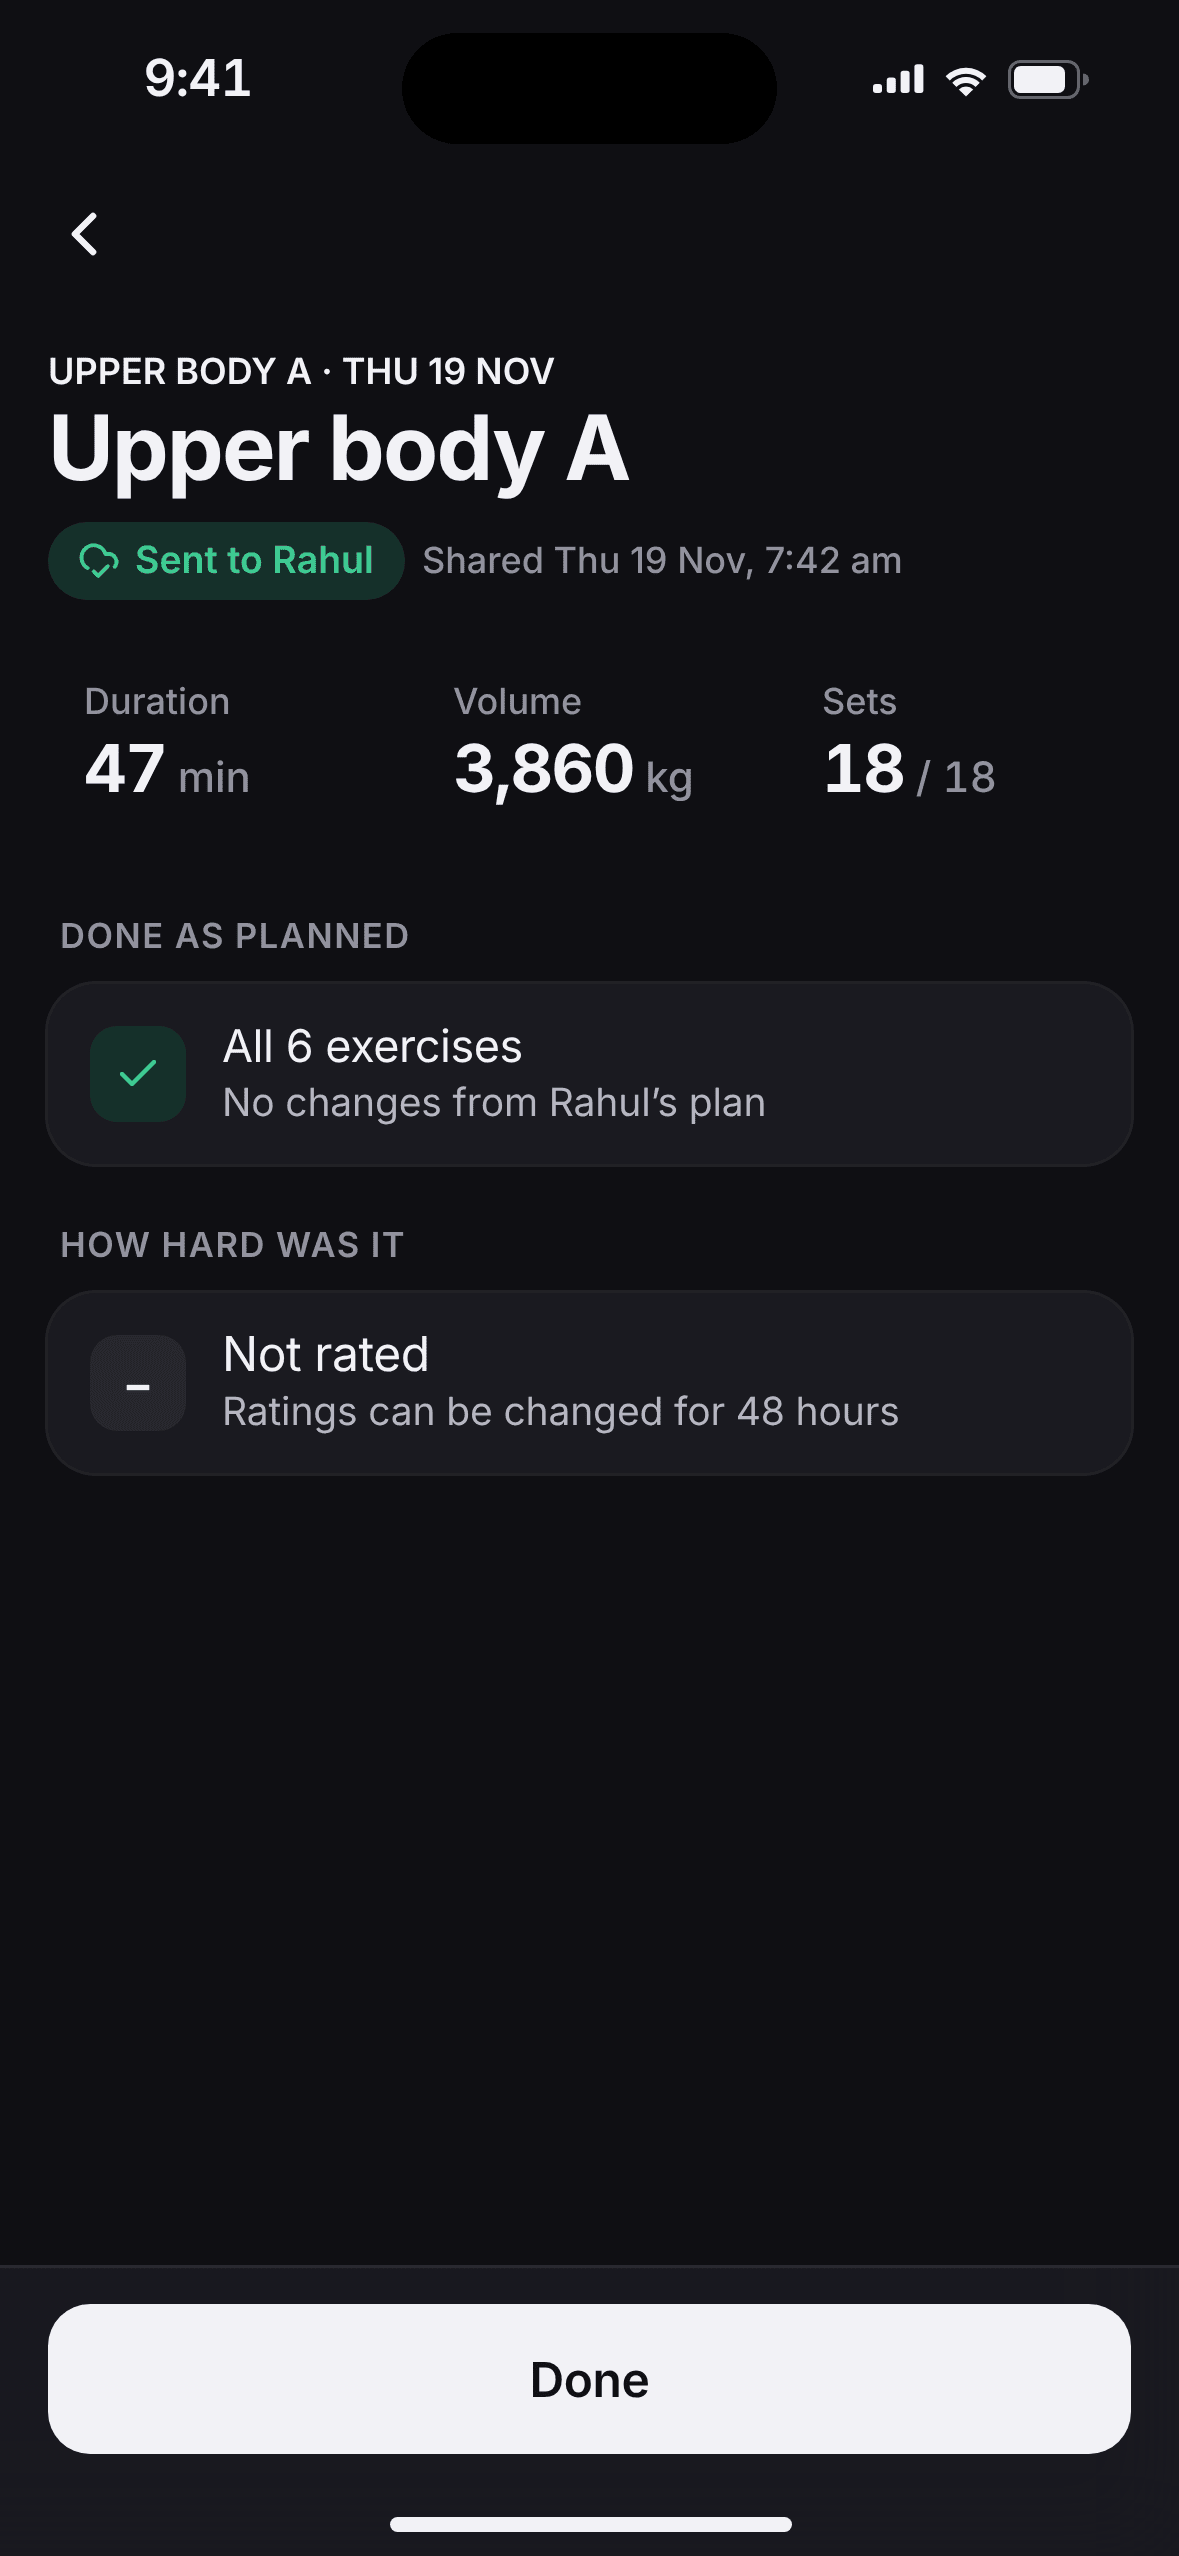 9:41
UPPER BODY A · THU 19 NOV
Upper body A
Sent to Rahul Shared Thu 19 Nov, 7:42 am
Duration Volume Sets
47 min 3,860 kg 18 / 18
DONE AS PLANNED
All 6 exercises
No changes from Rahul’s plan
HOW HARD WAS IT
Not rated
Ratings can be changed for 48 hours
Done